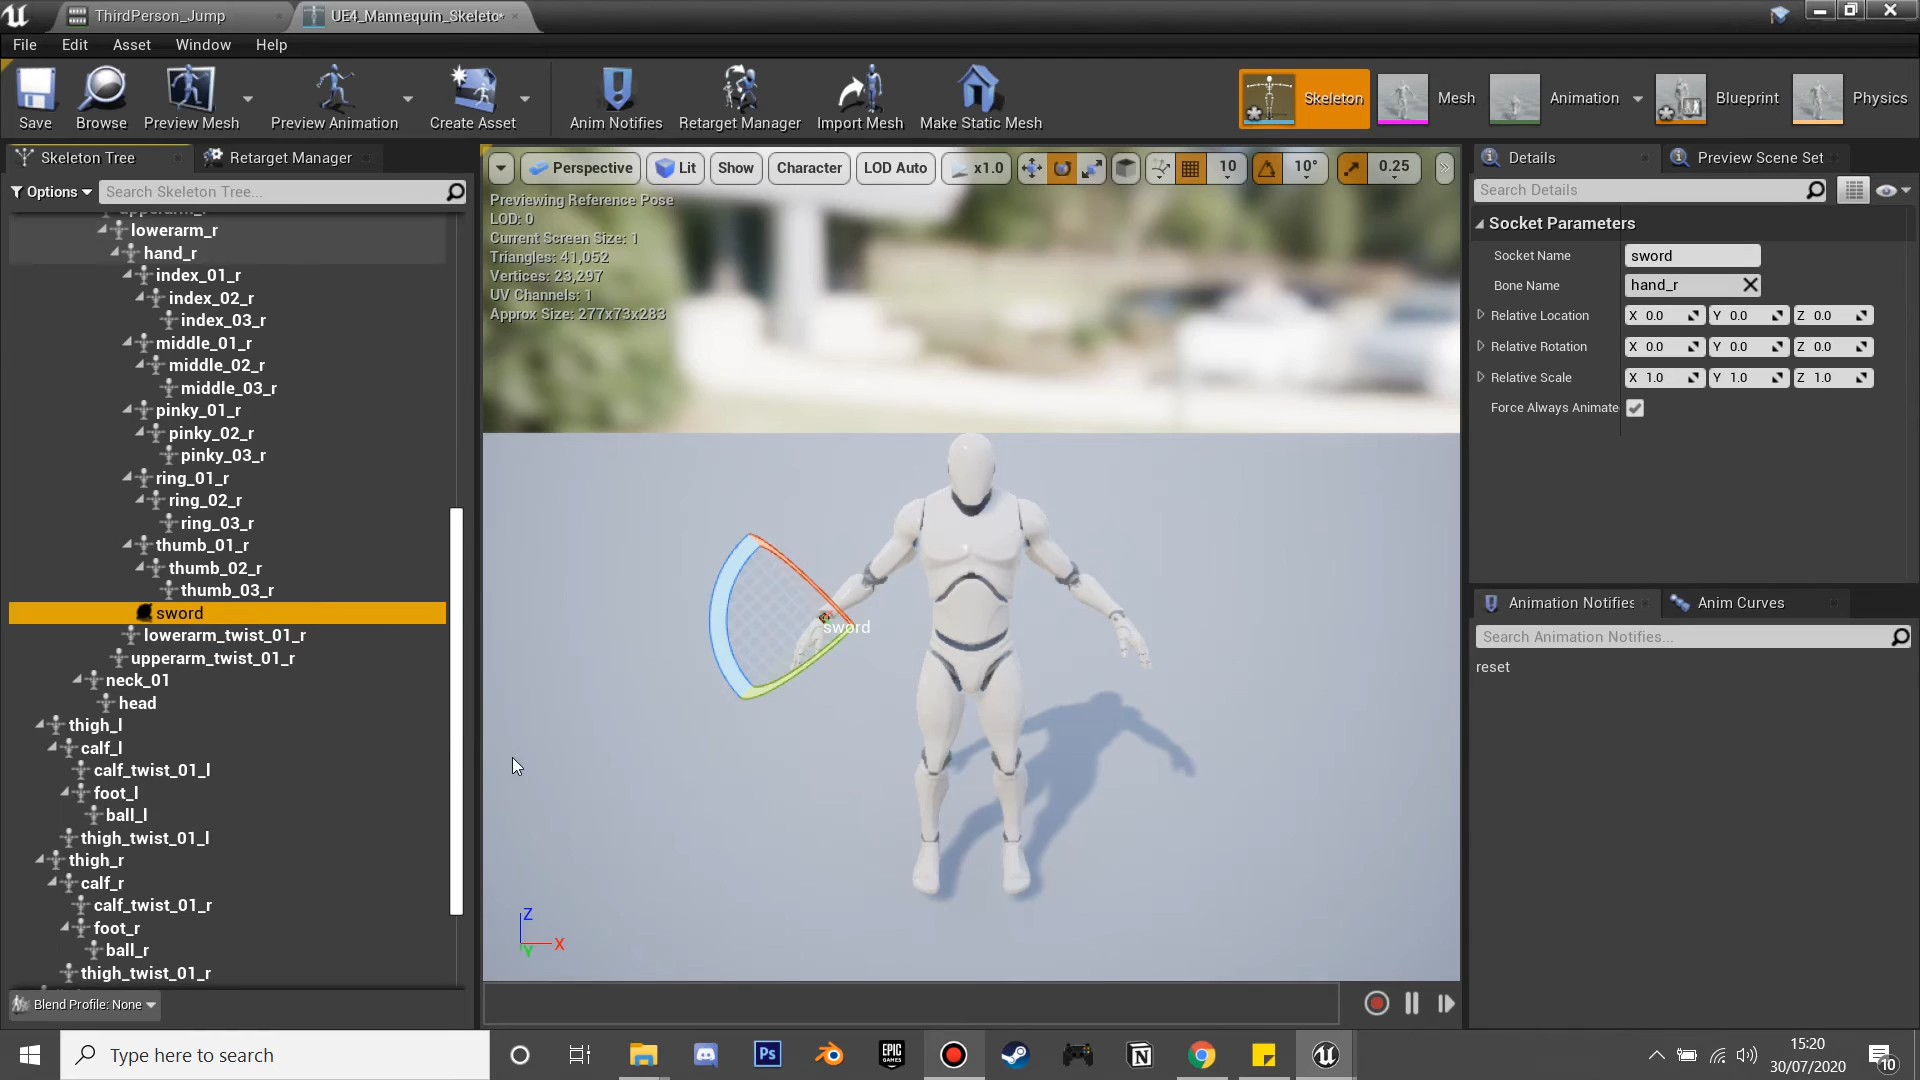 ThirdPerson_Jump
UE4_Mannequin_Skeleto*
File Edit Asset Window Help
Save
Browse
Preview Mesh
Preview Animation
Create Asset
Anim Notifies
Retarget Manager
Import Mesh
Make Static Mesh
Skeleton
Mesh
Animation
Blueprint
Physics
Skeleton Tree
Retarget Manager
Options
Search Skeleton Tree...
lowerarm_r
hand_r
index_01_r
index_02_r
index_03_r
middle_01_r
middle_02_r
middle_03_r
pinky_01_r
pinky_02_r
pinky_03_r
ring_01_r
ring_02_r
ring_03_r
thumb_01_r
thumb_02_r
thumb_03_r
sword
lowerarm_twist_01_r
upperarm_twist_01_r
neck_01
head
thigh_l
calf_l
calf_twist_01_l
foot_l
ball_l
thigh_twist_01_l
thigh_r
calf_r
calf_twist_01_r
foot_r
ball_r
thigh_twist_01_r
Blend Profile: None
Perspective
Lit
Show
Character
LOD Auto
x1.0
10
10°
0.25
Previewing Reference Pose
LOD: 0
Current Screen Size: 1
Triangles: 41,052
Vertices: 23,297
UV Channels: 1
Approx Size: 277x73x283
sword
Z
X
Y
Details
Preview Scene Set
Search Details
Socket Parameters
Socket Name sword
Bone Name hand_r
Relative Location X 0.0 Y 0.0 Z 0.0
Relative Rotation X 0.0 Y 0.0 Z 0.0
Relative Scale X 1.0 Y 1.0 Z 1.0
Force Always Animate
Animation Notifies
Anim Curves
Search Animation Notifies...
reset
Type here to search
Ps
EPIC
GAMES
15:20
30/07/2020
10